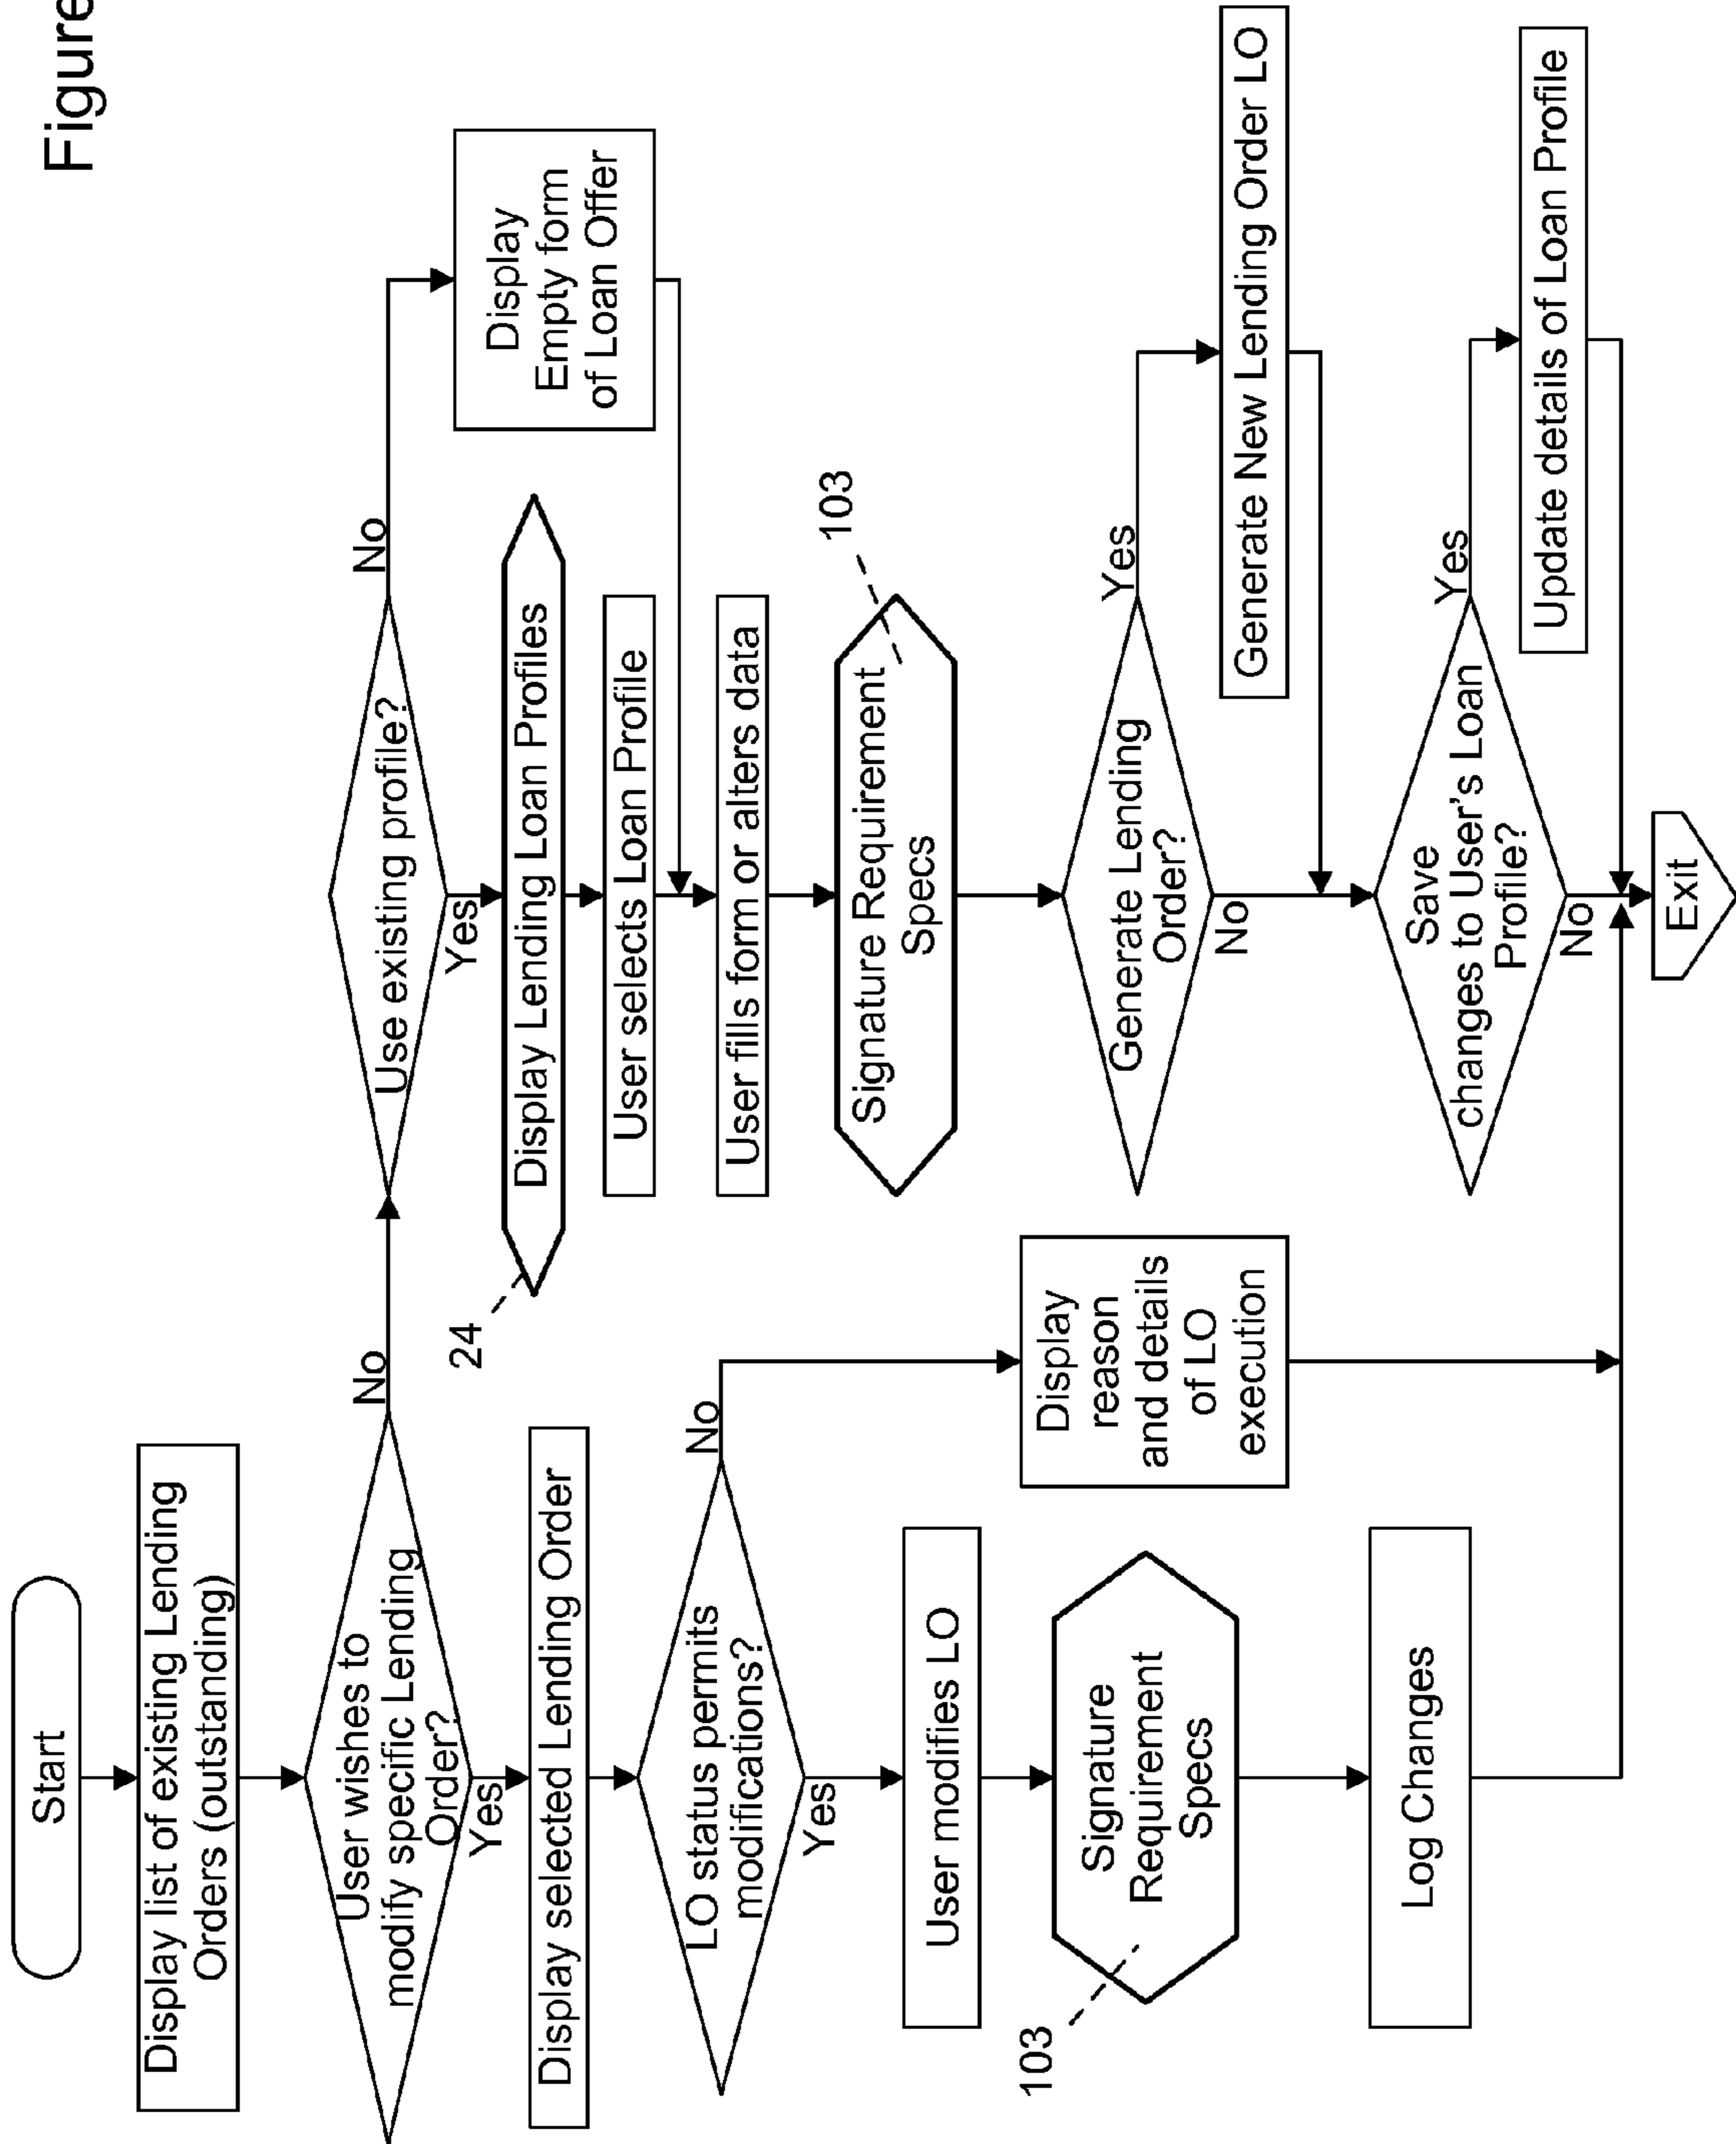 Figure
Start
Display list of existing Lending
Orders (outstanding)
User wishes to
modify specific Lending
Order?
No
Yes
Display selected Lending Order
LO status permits
modifications?
No
Yes
User modifies LO
Signature
Requirement
Specs
103
Log Changes
Display
reason
and details
of LO
execution
Use existing profile?
No
Yes
Display
Empty form
of Loan Offer
24
Display Lending Loan Profiles
User selects Loan Profile
User fills form or alters data
Signature Requirement
Specs
103
Generate Lending
Order?
Yes
No
Generate New Lending Order LO
Save
changes to User's Loan
Profile?
Yes
No
Update details of Loan Profile
Exit